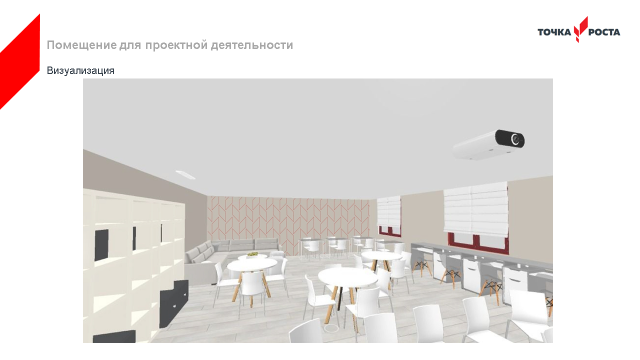 ТОЧКА РОСТА
Помещение для проектной деятельности
Визуализация